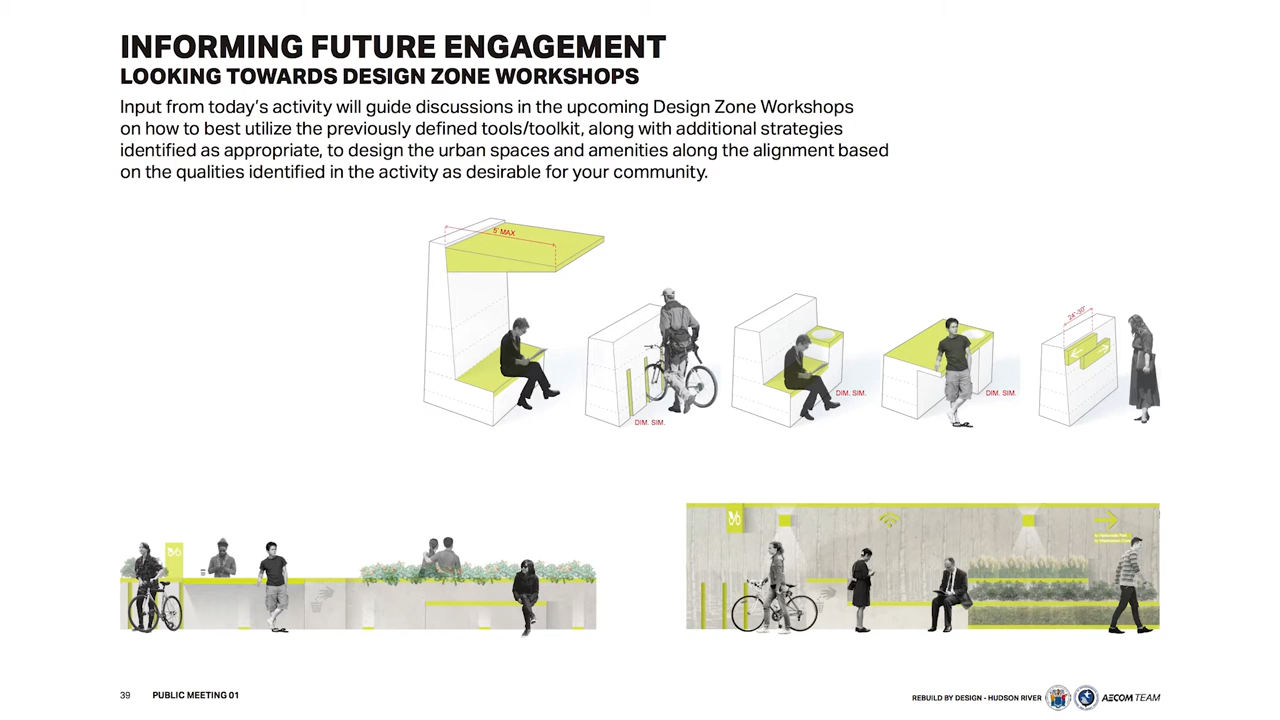 INFORMING FUTURE ENGAGEMENT
LOOKING TOWARDS DESIGN ZONE WORKSHOPS
Input from today's activity will guide discussions in the upcoming Design Zone Workshops
on how to best utilize the previously defined tools/toolkit, along with additional strategies
identified as appropriate, to design the urban spaces and amenities along the alignment based
on the qualities identified in the activity as desirable for your community.
5' MAX
24"-30"
DIM. SIM.
DIM. SIM.
DIM. SIM.
39 PUBLIC MEETING 01
REBUILD BY DESIGN - HUDSON RIVER
AECOM TEAM